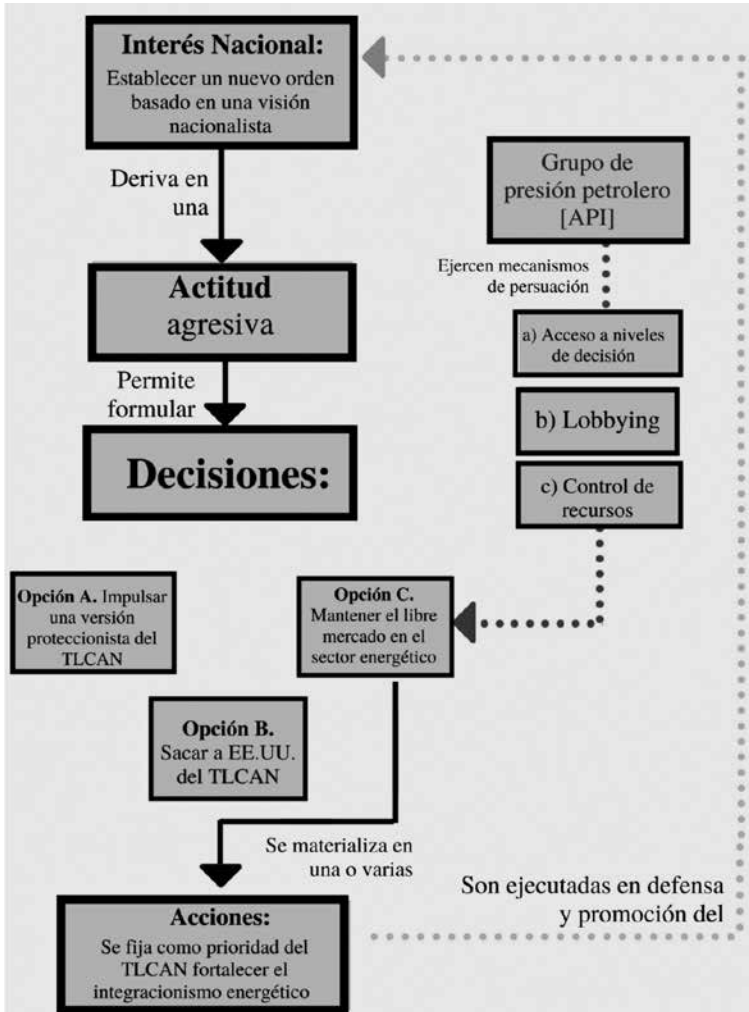 Interés Nacional:
Establecer un nuevo orden
basado en una visión
nacionalista
Deriva en
una
Actitud
agresiva
Permite
formular
Decisiones:
Grupo de
presión petrolero
[API]
Ejercen mecanismos
de persuación
a) Acceso a niveles
de decisión
b) Lobbying
c) Control de
recursos
Opción A. Impulsar
una versión
proteccionista del
TLCAN
Opción B.
Sacar a EE.UU.
del TLCAN
Opción C.
Mantener el libre
mercado en el
sector energético
Se materializa en
una o varias
Acciones:
Se fija como prioridad del
TLCAN fortalecer el
integracionismo energético
Son ejecutadas en defensa
y promoción del